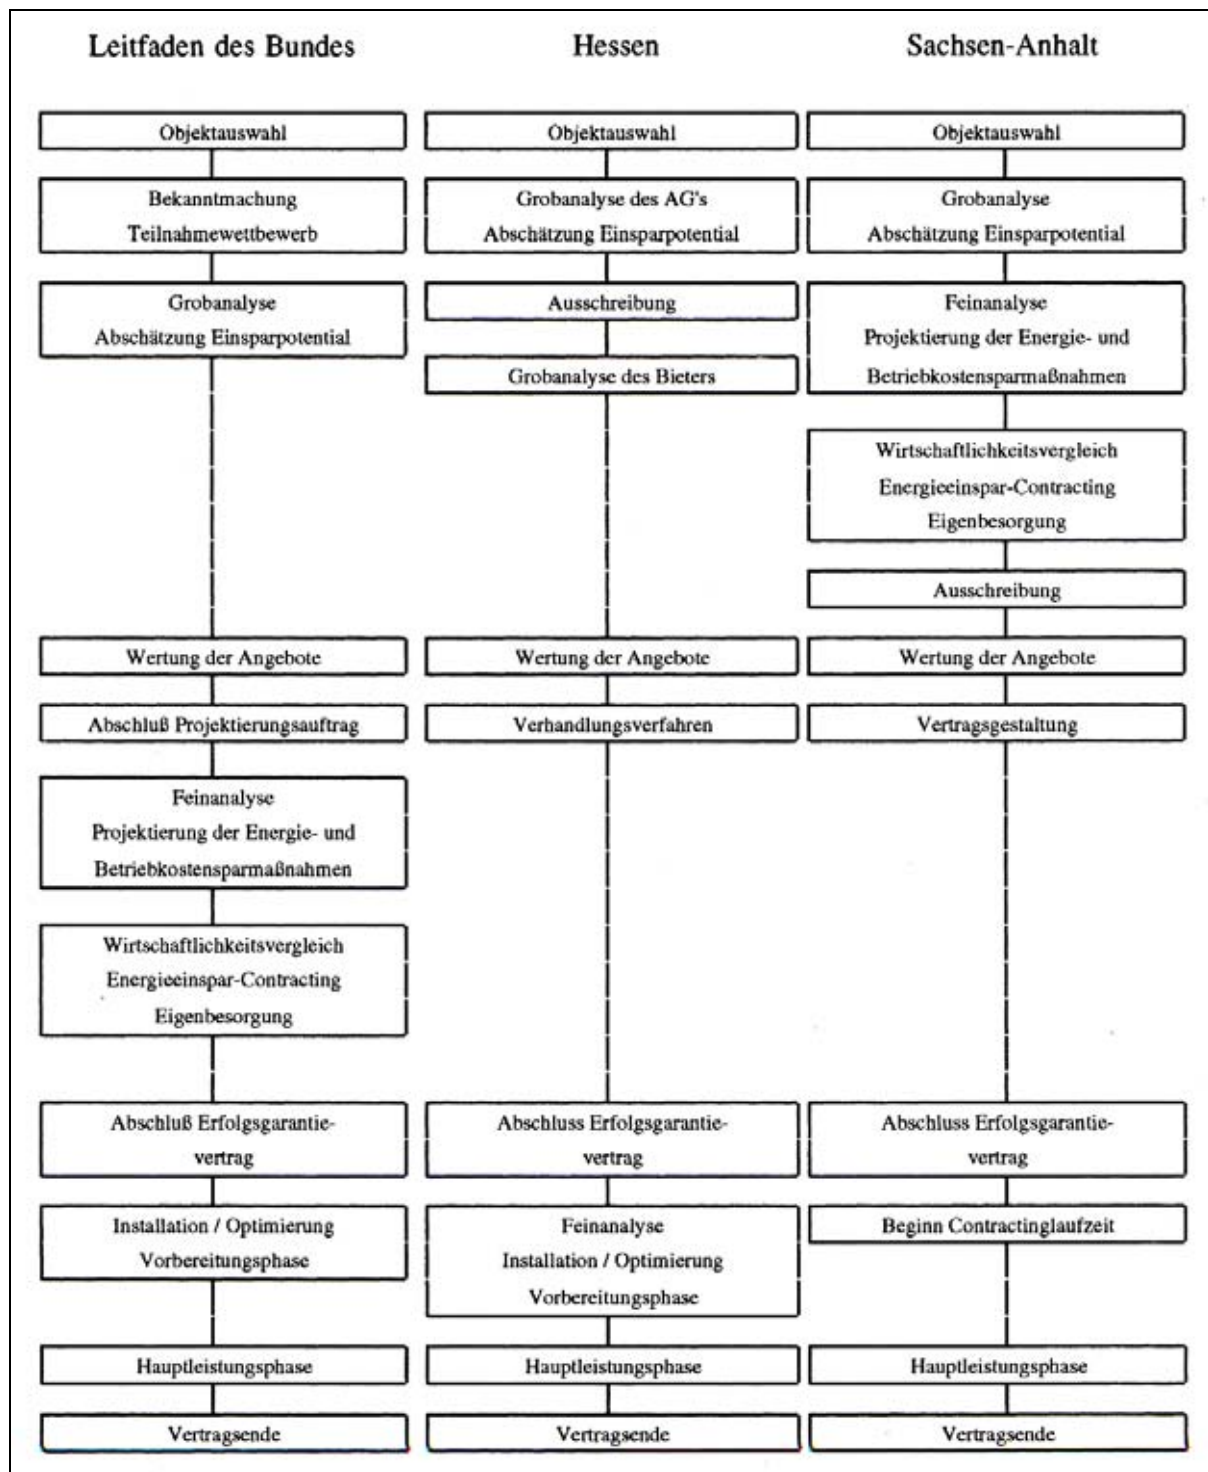 Leitfaden des Bundes
Objektauswahl
Bekanntmachung
Teilnahmewettbewerb
Grobanalyse
Abschätzung Einsparpotential
Wertung der Angebote
Abschluß Projektierungsauftrag
Feinanalyse
Projektierung der Energie- und
Betriebkostensparmaßnahmen
Wirtschaftlichkeitsvergleich
Energieeinspar-Contracting
Eigenbesorgung
Abschluß Erfolgsgarantie-
vertrag
Installation / Optimierung
Vorbereitungsphase
Hauptleistungsphase
Vertragsende
Hessen
Objektauswahl
Grobanalyse des AG's
Abschätzung Einsparpotential
Ausschreibung
Grobanalyse des Bieters
Wertung der Angebote
Verhandlungsverfahren
Abschluss Erfolgsgarantie-
vertrag
Feinanalyse
Installation / Optimierung
Vorbereitungsphase
Hauptleistungsphase
Vertragsende
Sachsen-Anhalt
Objektauswahl
Grobanalyse
Abschätzung Einsparpotential
Feinanalyse
Projektierung der Energie- und
Betriebkostensparmaßnahmen
Wirtschaftlichkeitsvergleich
Energieeinspar-Contracting
Eigenbesorgung
Ausschreibung
Wertung der Angebote
Vertragsgestaltung
Abschluss Erfolgsgarantie-
vertrag
Beginn Contractinglaufzeit
Hauptleistungsphase
Vertragsende